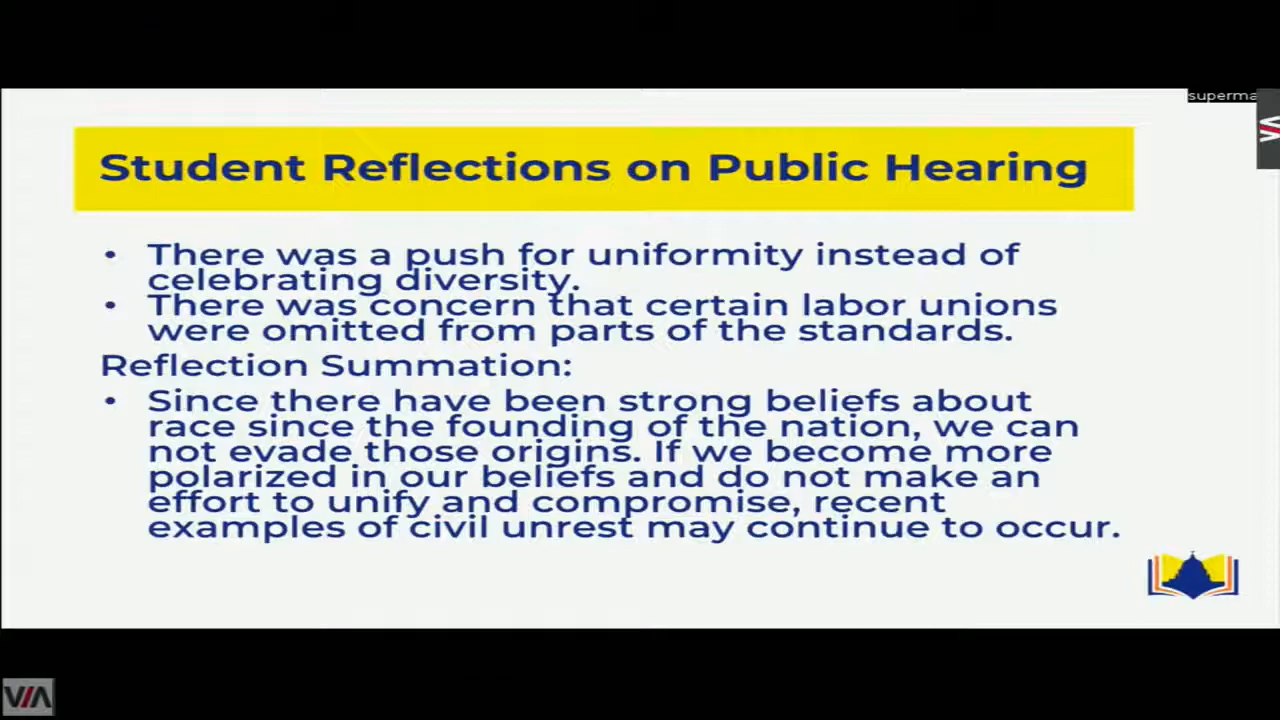 superma
Student Reflections on Public Hearing
• There was a push for uniformity instead of
celebrating diversity.
• There was concern that certain labor unions
were omitted from parts of the standards.
Reflection Summation:
• Since there have been strong beliefs about
race since the founding of the nation, we can
not evade those origins. If we become more
polarized in our beliefs and do not make an
effort to unify and compromise, recent
examples of civil unrest may continue to occur.
VIA